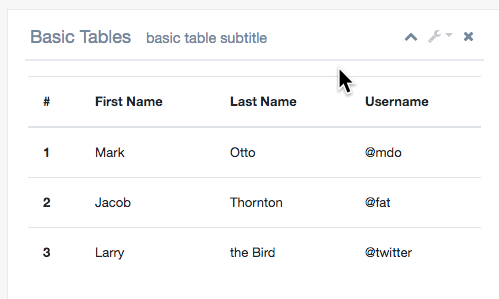 Basic Tables basic table subtitle
# First Name Last Name Username
1 Mark Otto @mdo
2 Jacob Thornton @fat
3 Larry the Bird @twitter